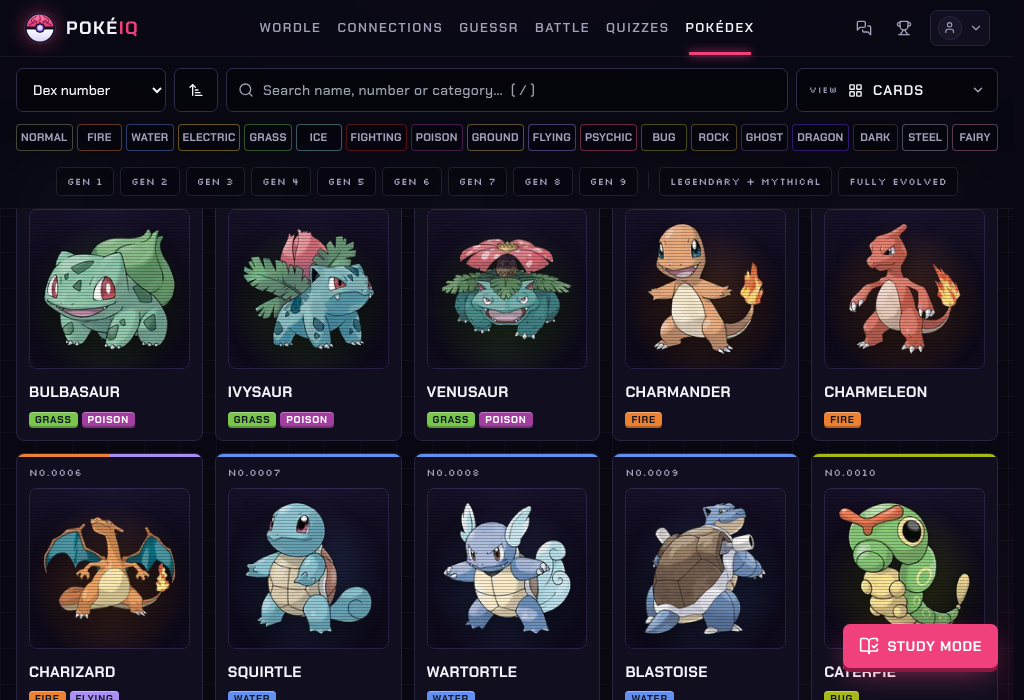 POKÉIQ
WORDLE CONNECTIONS GUESSR BATTLE QUIZZES POKÉDEX
Dex number
Search name, number or category... ( / )
VIEW CARDS
NORMAL FIRE WATER ELECTRIC GRASS ICE FIGHTING POISON GROUND FLYING PSYCHIC BUG ROCK GHOST DRAGON DARK STEEL FAIRY
GEN 1 GEN 2 GEN 3 GEN 4 GEN 5 GEN 6 GEN 7 GEN 8 GEN 9 LEGENDARY + MYTHICAL FULLY EVOLVED
BULBASAUR IVYSAUR VENUSAUR CHARMANDER CHARMELEON
GRASS POISON GRASS POISON GRASS POISON FIRE FIRE
NO.0006 NO.0007 NO.0008 NO.0009 NO.0010
STUDY MODE
CHARIZARD SQUIRTLE WARTORTLE BLASTOISE CATERPIE
FIRE FLYING WATER WATER WATER BUG